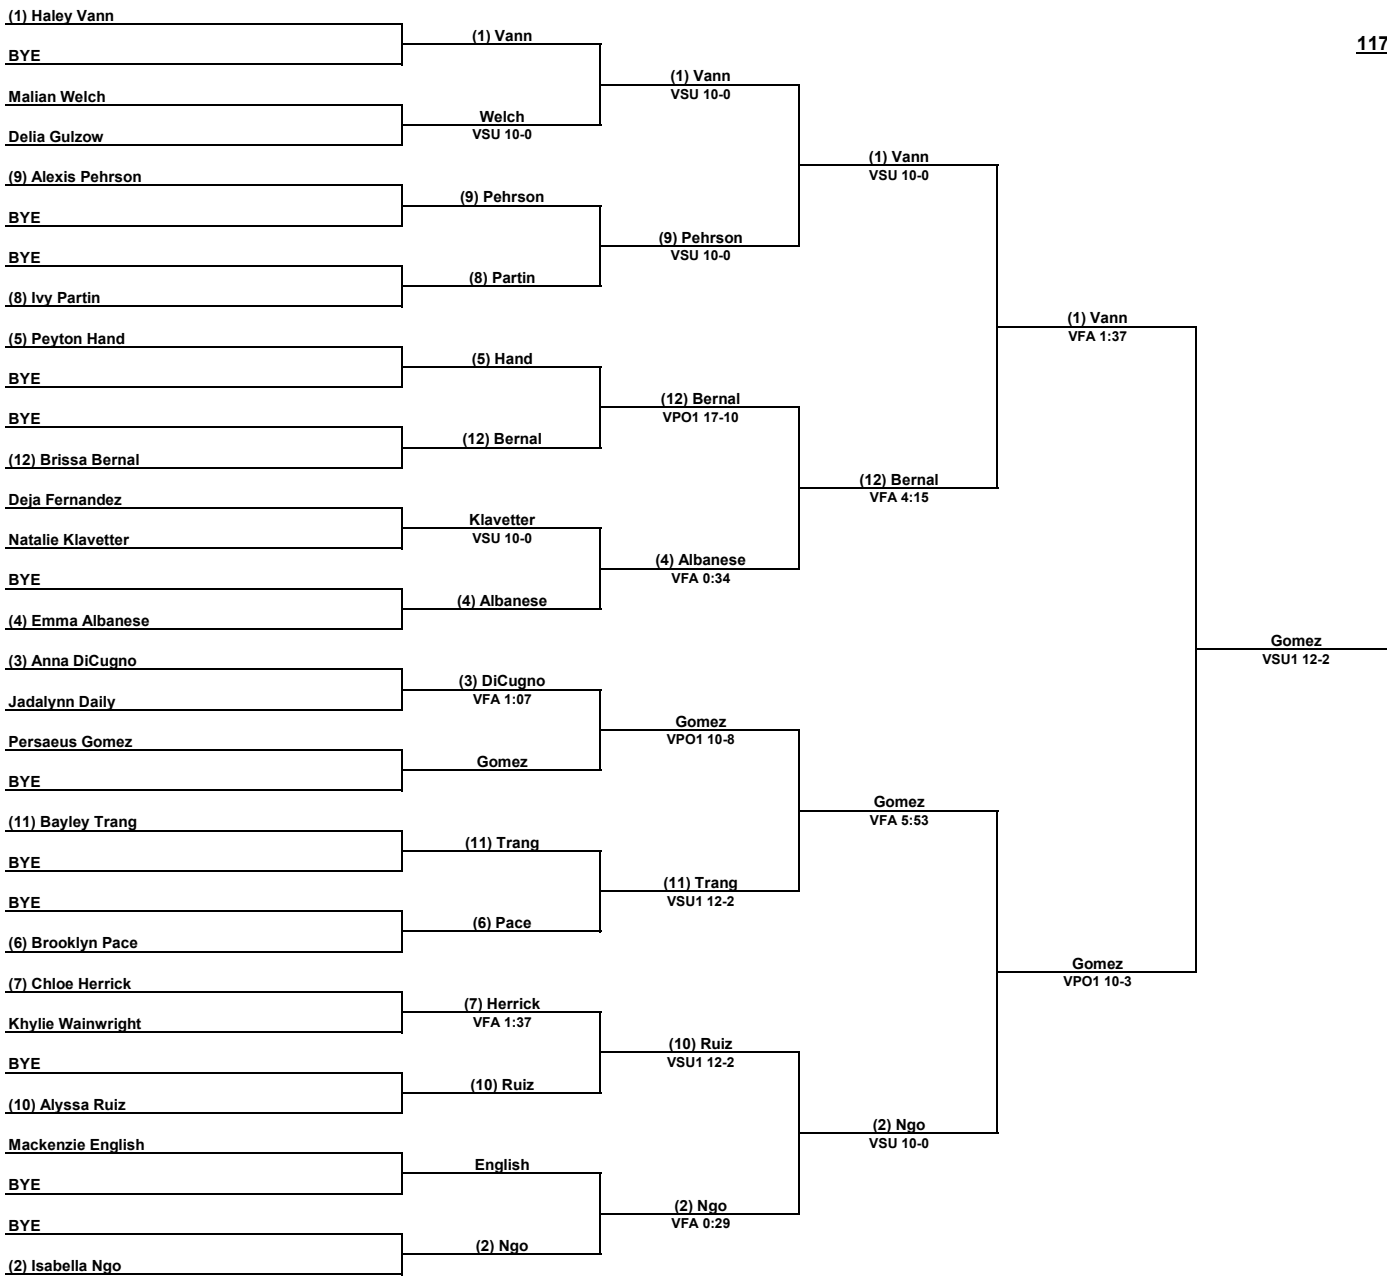 (1) Haley Vann
BYE
Malian Welch
Delia Gulzow
(9) Alexis Pehrson
BYE
BYE
(8) Ivy Partin
(5) Peyton Hand
BYE
BYE
(12) Brissa Bernal
Deja Fernandez
Natalie Klavetter
BYE
(4) Emma Albanese
(3) Anna DiCugno
Jadalynn Daily
Persaeus Gomez
BYE
(11) Bayley Trang
BYE
BYE
(6) Brooklyn Pace
(7) Chloe Herrick
Khylie Wainwright
BYE
(10) Alyssa Ruiz
Mackenzie English
BYE
BYE
(2) Isabella Ngo
(1) Vann
Welch
VSU 10-0
(9) Pehrson
(8) Partin
(5) Hand
(12) Bernal
Klavetter
VSU 10-0
(4) Albanese
(3) DiCugno
VFA 1:07
Gomez
(11) Trang
(6) Pace
(7) Herrick
VFA 1:37
(10) Ruiz
English
(2) Ngo
(1) Vann
VSU 10-0
(9) Pehrson
VSU 10-0
(12) Bernal
VPO1 17-10
(4) Albanese
VFA 0:34
Gomez
VPO1 10-8
(11) Trang
VSU1 12-2
(10) Ruiz
VSU1 12-2
(2) Ngo
VFA 0:29
(1) Vann
VSU 10-0
(12) Bernal
VFA 4:15
Gomez
VFA 5:53
(2) Ngo
VSU 10-0
(1) Vann
VFA 1:37
Gomez
VPO1 10-3
Gomez
VSU1 12-2
117